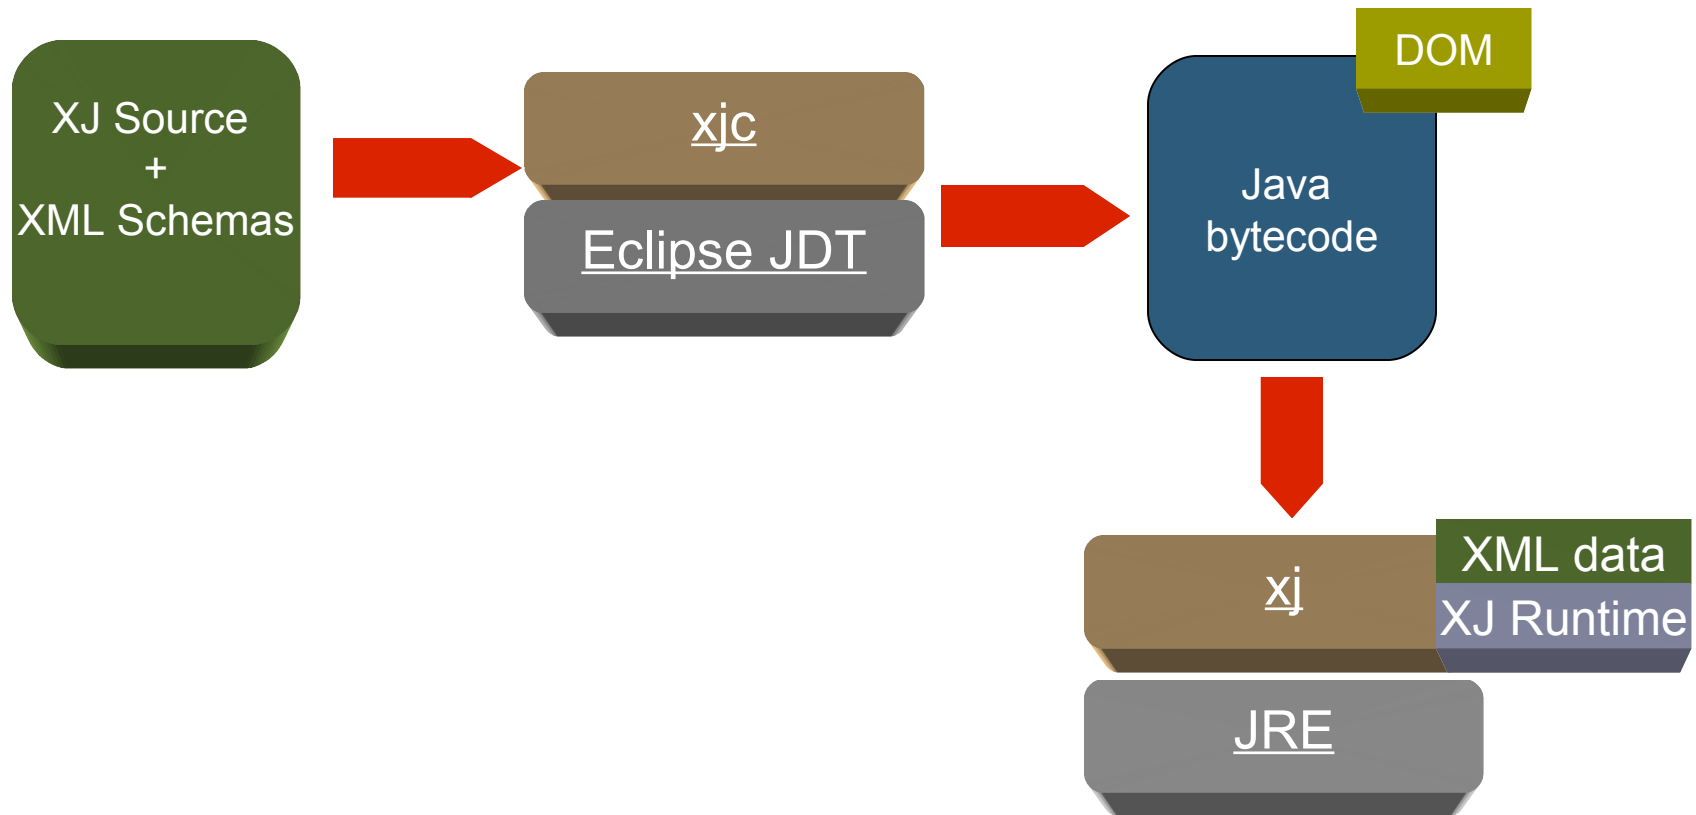 XJ Source
+
XML Schemas
xjc
Eclipse JDT
DOM
Java
bytecode
xj
XML data
XJ Runtime
JRE